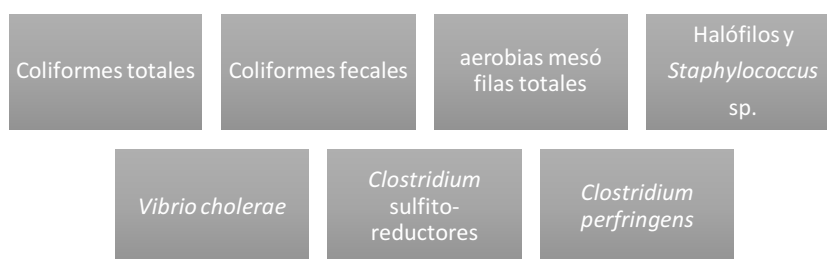 Coliformes totales
Coliformes fecales
aerobias mesó
filas totales
Halófilos y
Staphylococcus
sp.
Vibrio cholerae
Clostridium
sulfito-
reductores
Clostridium
perfringens